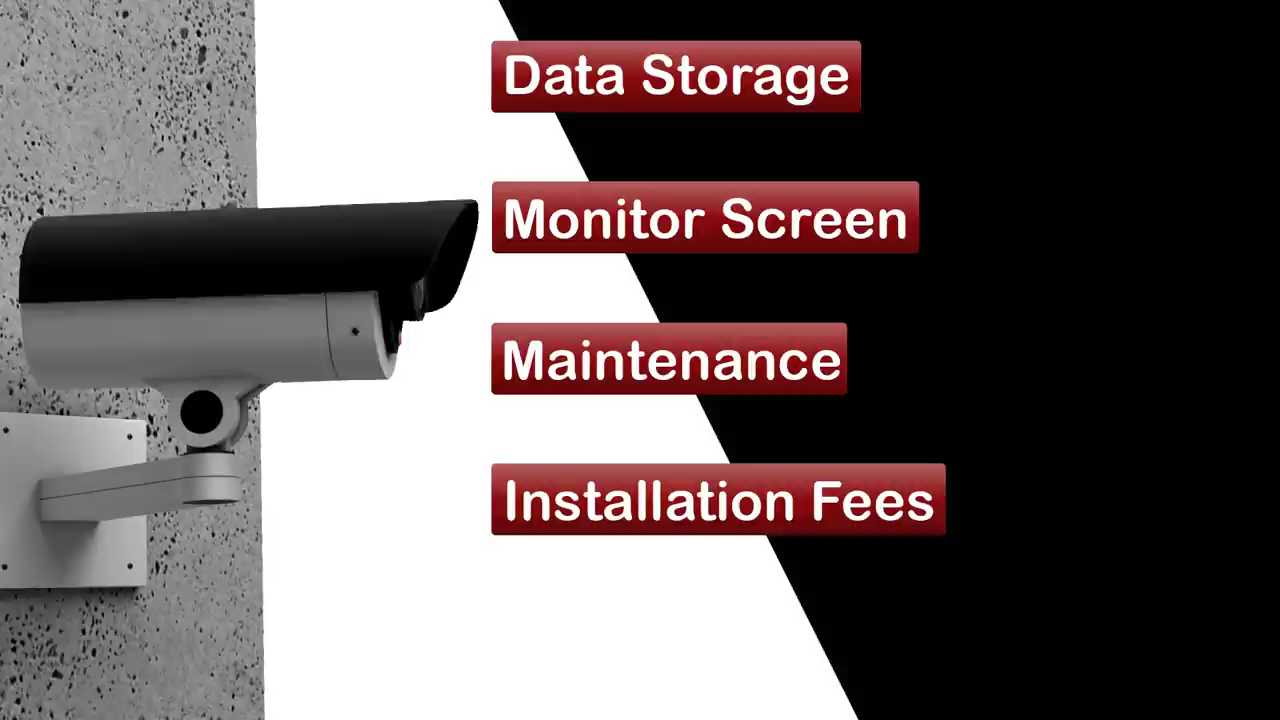 Data Storage
Monitor Screen
Maintenance
Installation Fees